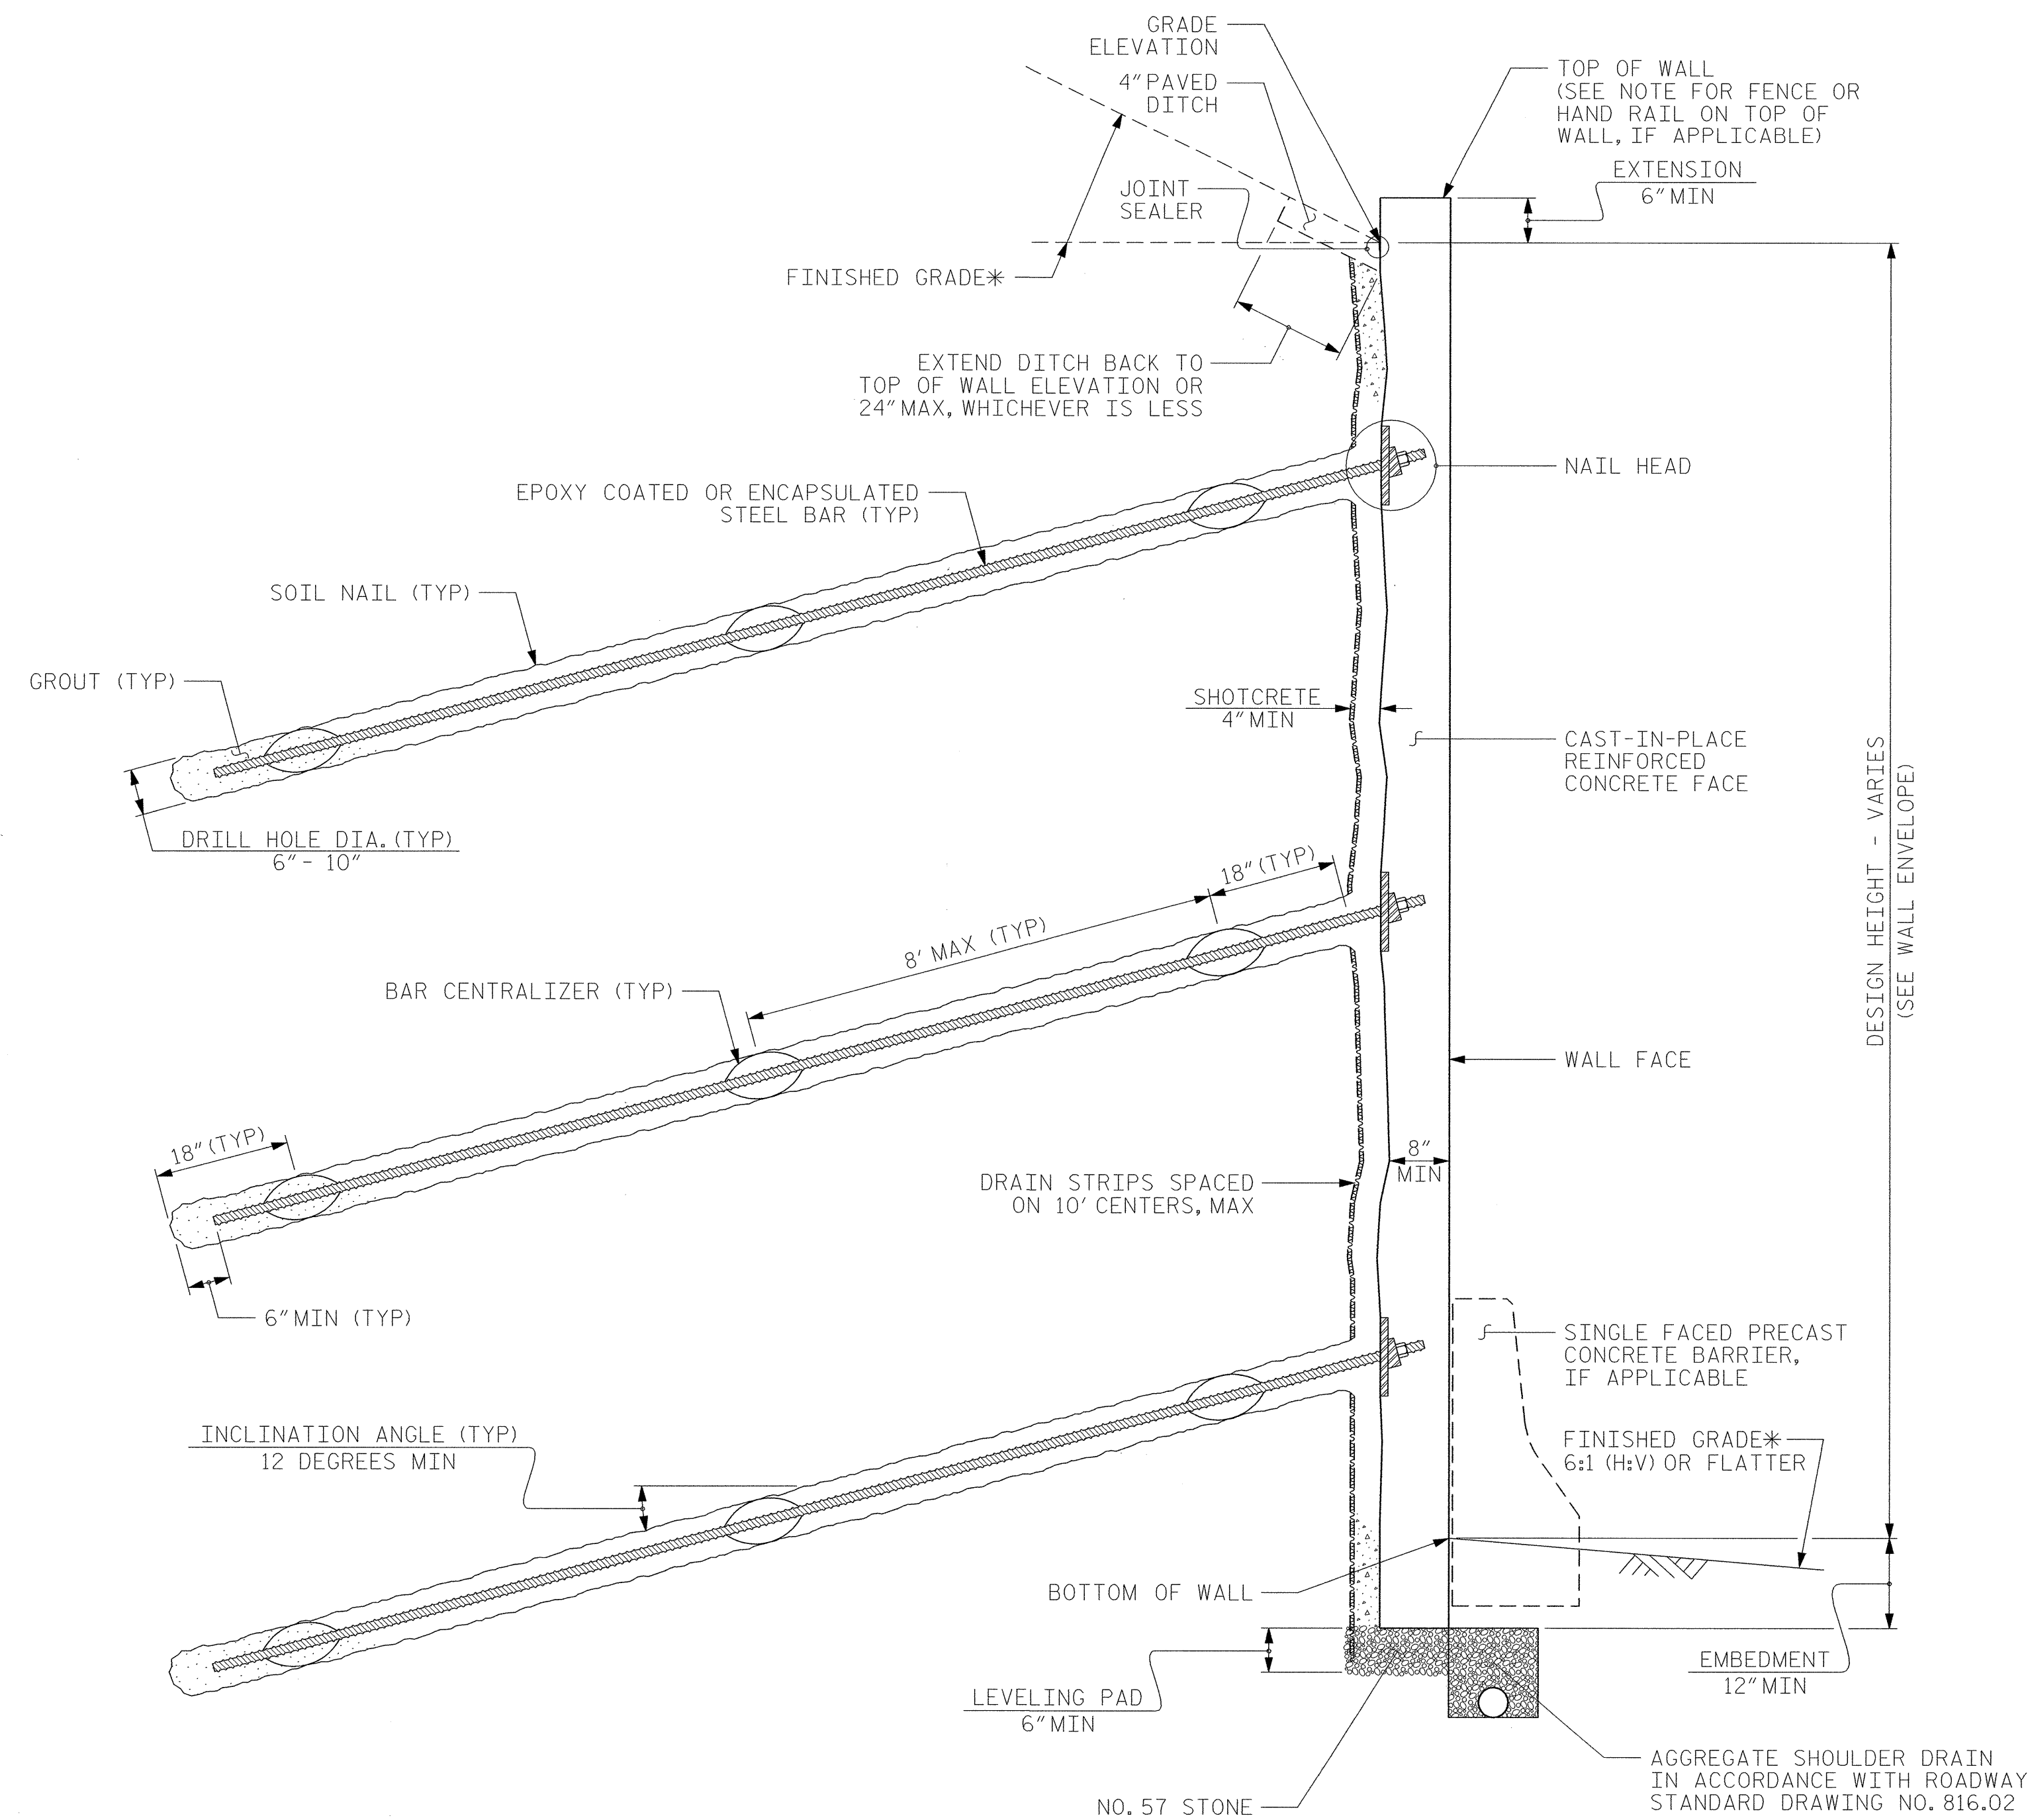 GRADE
ELEVATION
4" PAVED
DITCH
TOP OF WALL
(SEE NOTE FOR FENCE OR
HAND RAIL ON TOP OF
WALL, IF APPLICABLE)
EXTENSION
6" MIN
JOINT
SEALER
FINISHED GRADE*
EXTEND DITCH BACK TO
TOP OF WALL ELEVATION OR
24" MAX, WHICHEVER IS LESS
NAIL HEAD
EPOXY COATED OR ENCAPSULATED
STEEL BAR (TYP)
SOIL NAIL (TYP)
GROUT (TYP)
SHOTCRETE
4" MIN
CAST-IN-PLACE
REINFORCED
CONCRETE FACE
DESIGN HEIGHT - VARIES
(SEE WALL ENVELOPE)
DRILL HOLE DIA. (TYP)
6" - 10"
18" (TYP)
8' MAX (TYP)
BAR CENTRALIZER (TYP)
WALL FACE
18" (TYP)
8"
MIN
DRAIN STRIPS SPACED
ON 10' CENTERS, MAX
6" MIN (TYP)
SINGLE FACED PRECAST
CONCRETE BARRIER,
IF APPLICABLE
INCLINATION ANGLE (TYP)
12 DEGREES MIN
FINISHED GRADE*
6:1 (H:V) OR FLATTER
BOTTOM OF WALL
EMBEDMENT
12" MIN
LEVELING PAD
6" MIN
AGGREGATE SHOULDER DRAIN
IN ACCORDANCE WITH ROADWAY
STANDARD DRAWING NO. 816.02
NO. 57 STONE